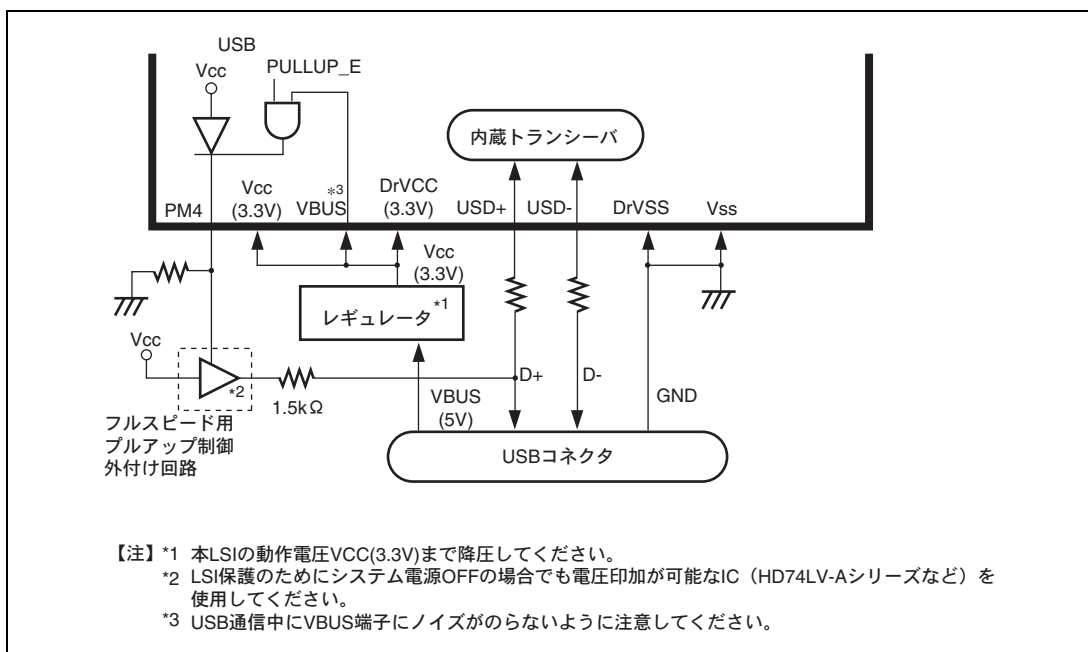 USB
Vcc
PULLUP_E
内蔵トランシーバ
PM4
Vcc
(3.3V)
*3
VBUS
DrVCC
(3.3V)
USD+
USD-
DrVSS
Vss
Vcc
(3.3V)
レギュレータ*1
Vcc
*2
1.5kΩ
フルスピード用
プルアップ制御
外付け回路
VBUS
(5V)
D+
D-
GND
USBコネクタ
【注】*1 本LSIの動作電圧VCC(3.3V)まで降圧してください。
*2 LSI保護のためにシステム電源OFFの場合でも電圧印加が可能なIC（HD74LV-Aシリーズなど）を
使用してください。
*3 USB通信中にVBUS端子にノイズがのらないように注意してください。